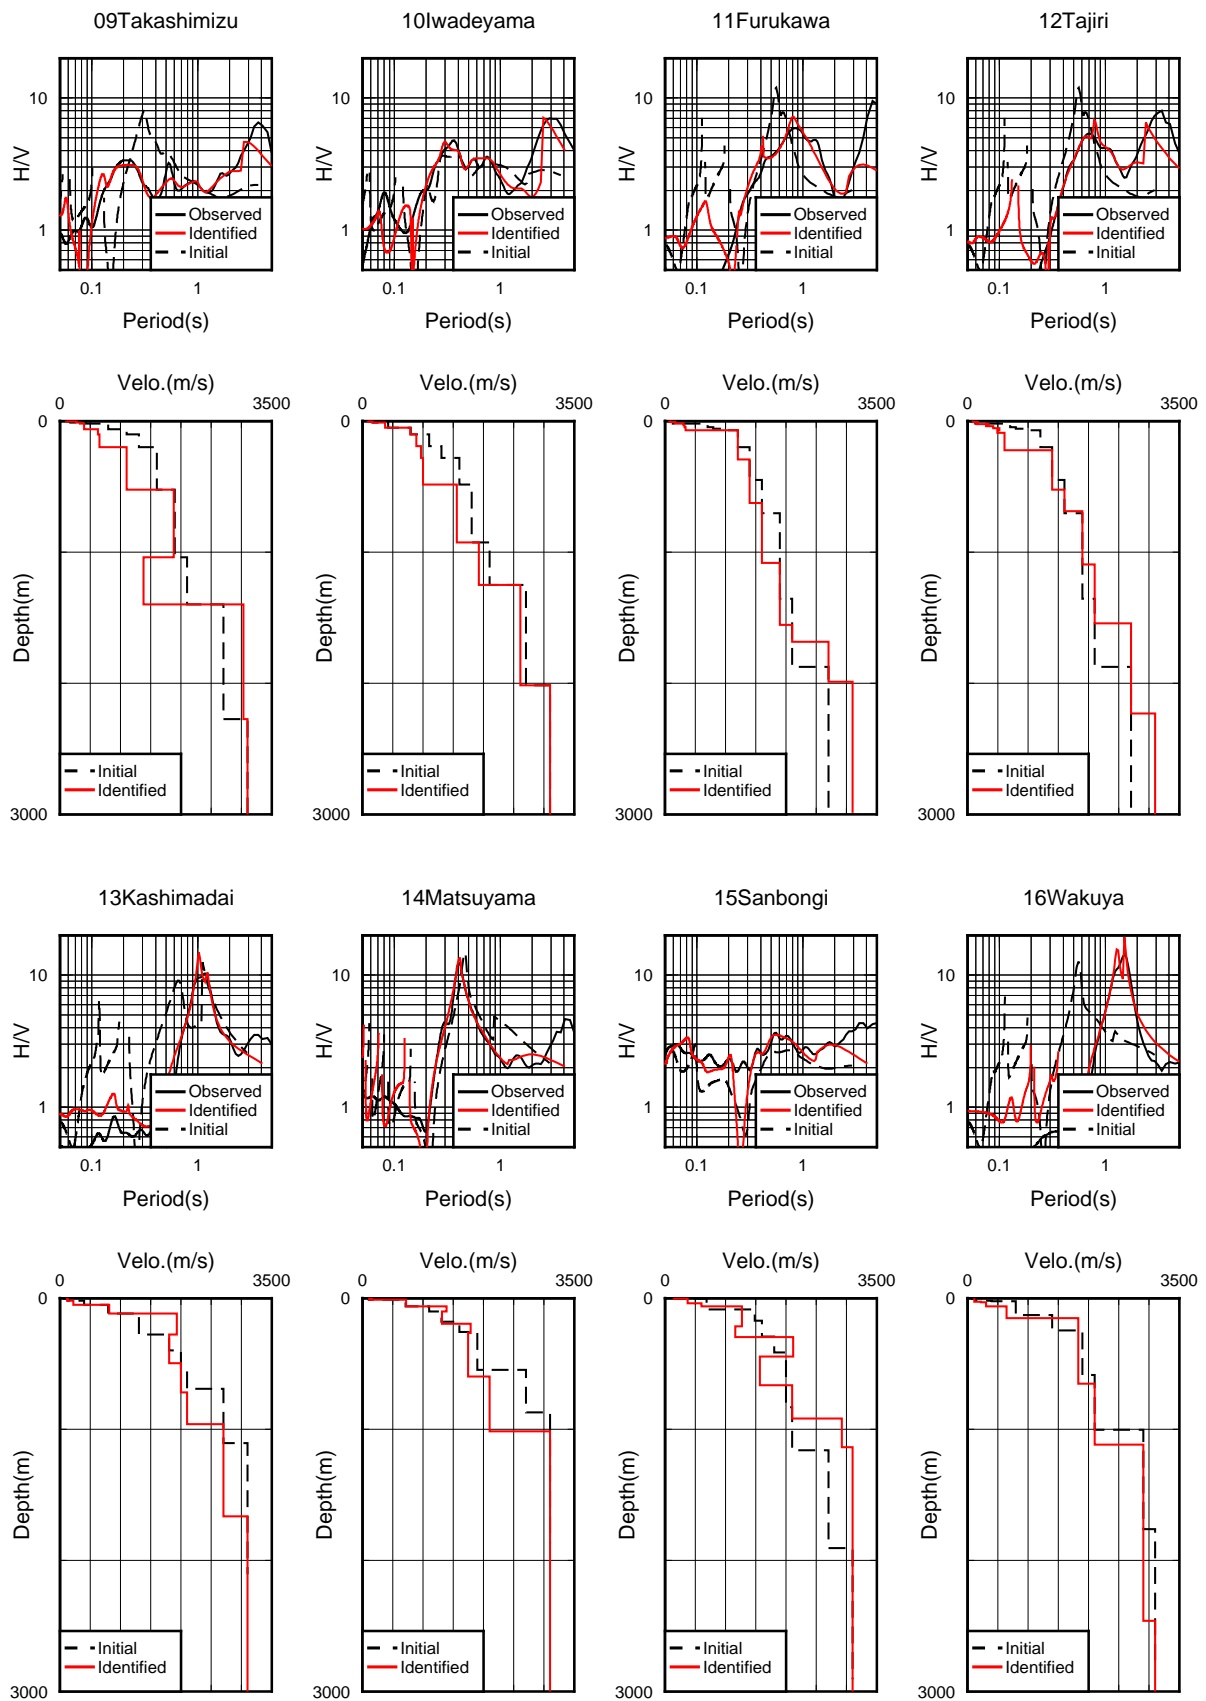 09Takashimizu
10Iwadeyama
11Furukawa
12Tajiri
H/V
10
1
Observed
Identified
Initial
0.1
1
Period(s)
H/V
Observed
Identified
Initial
0.1
1
Period(s)
H/V
10
1
Observed
Identified
Initial
0.1
1
Period(s)
H/V
10
1
Observed
Identified
Initial
0.1
1
Period(s)
Velo.(m/s)
0
3500
0
Depth(m)
Initial
Identified
3000
Velo.(m/s)
0
3500
0
Depth(m)
Initial
Identified
3000
Velo.(m/s)
0
3500
0
Depth(m)
Initial
Identified
3000
Velo.(m/s)
0
3500
0
Depth(m)
Initial
Identified
3000
13Kashimadai
14Matsuyama
15Sanbongi
16Wakuya
H/V
10
1
Observed
Identified
Initial
0.1
1
Period(s)
H/V
10
1
Observed
Identified
Initial
0.1
1
Period(s)
H/V
10
1
Observed
Identified
Initial
0.1
1
Period(s)
H/V
10
1
Observed
Identified
Initial
0.1
1
Period(s)
Velo.(m/s)
0
3500
0
Depth(m)
Initial
Identified
3000
Velo.(m/s)
0
3500
0
Depth(m)
Initial
Identified
3000
Velo.(m/s)
0
3500
0
Depth(m)
Initial
Identified
3000
Velo.(m/s)
0
3500
0
Depth(m)
Initial
Identified
3000